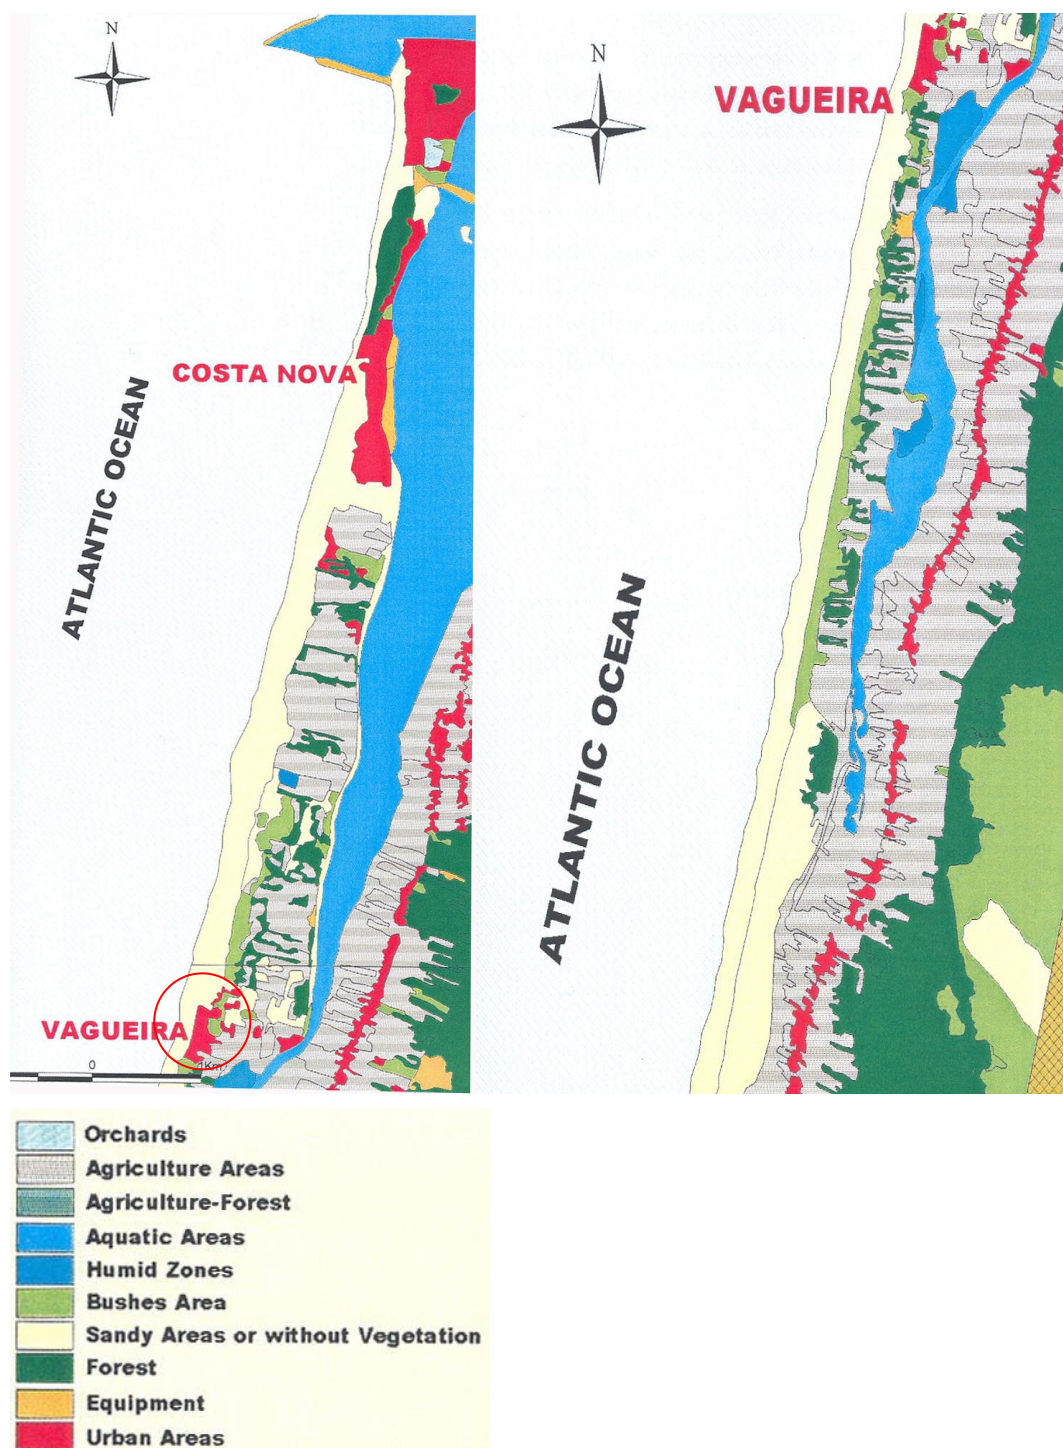 N
COSTA NOVA
ATLANTIC OCEAN
VAGUEIRA
0
1Km
N
VAGUEIRA
ATLANTIC OCEAN
Orchards
Agriculture Areas
Agriculture-Forest
Aquatic Areas
Humid Zones
Bushes Area
Sandy Areas or without Vegetation
Forest
Equipment
Urban Areas